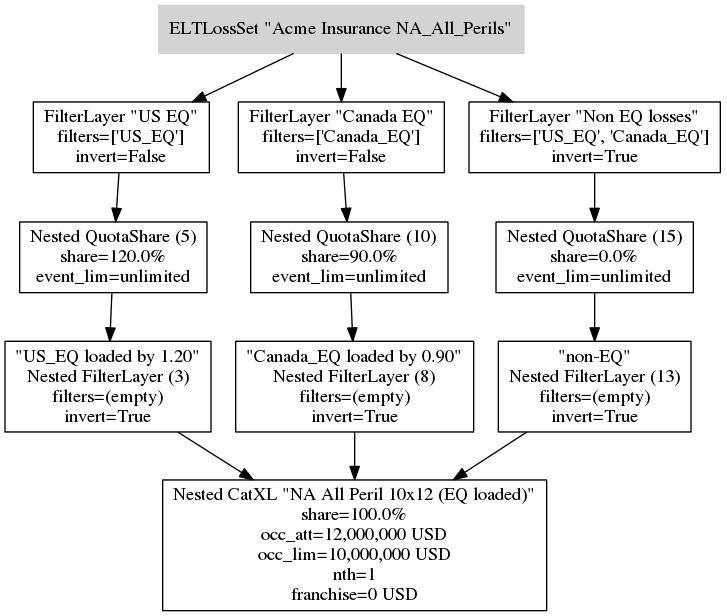 ELTLossSet "Acme Insurance NA_All_Perils"
FilterLayer "US EQ"
filters=['US_EQ']
invert=False
FilterLayer "Canada EQ"
filters=['Canada_EQ']
invert=False
FilterLayer "Non EQ losses"
filters=['US_EQ', 'Canada_EQ']
invert=True
Nested QuotaShare (5)
share=120.0%
event_lim=unlimited
Nested QuotaShare (10)
share=90.0%
event_lim=unlimited
Nested QuotaShare (15)
share=0.0%
event_lim=unlimited
"US_EQ loaded by 1.20"
Nested FilterLayer (3)
filters=(empty)
invert=True
"Canada_EQ loaded by 0.90"
Nested FilterLayer (8)
filters=(empty)
invert=True
"non-EQ"
Nested FilterLayer (13)
filters=(empty)
invert=True
Nested CatXL "NA All Peril 10x12 (EQ loaded)"
share=100.0%
occ_att=12,000,000 USD
occ_lim=10,000,000 USD
nth=1
franchise=0 USD